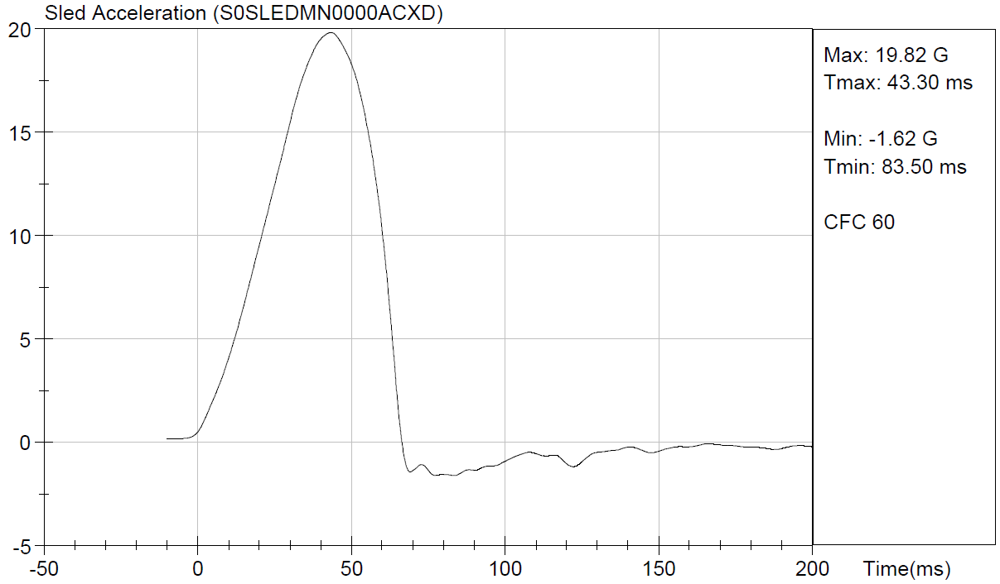 Sled Acceleration (S0SLEDMN0000ACXD)
20
15
10
5
0
-5
-50
0
50
100
150
200
Time(ms)
Max: 19.82 G
Tmax: 43.30 ms
Min: -1.62 G
Tmin: 83.50 ms
CFC 60